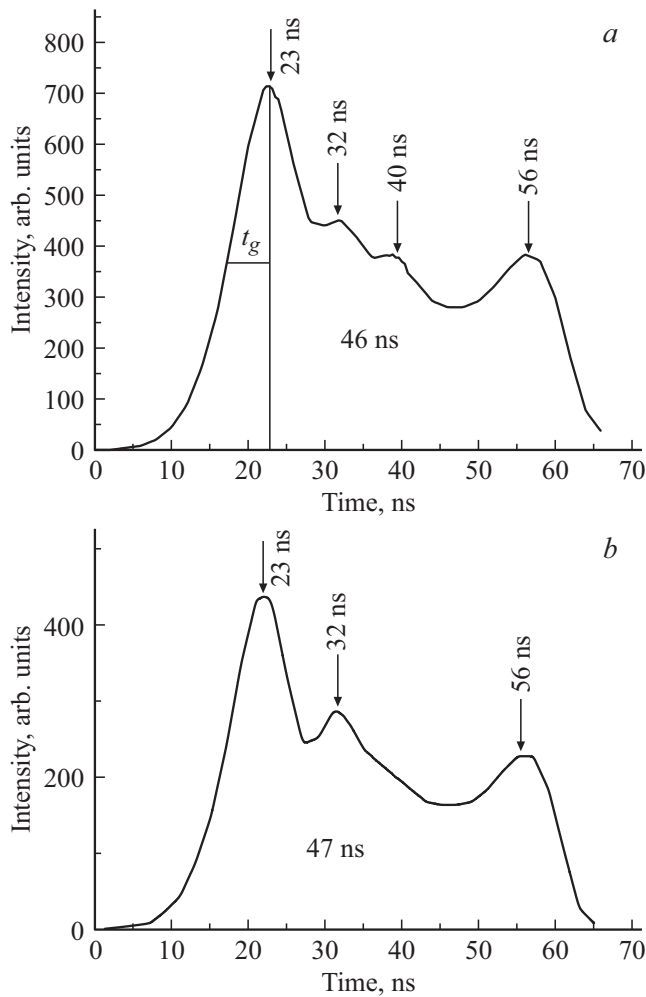 a
800
700
600
500
400
300
200
100
0
Intensity, arb. units
23 ns
32 ns
40 ns
56 ns
t_g
46 ns
0 10 20 30 40 50 60 70
Time, ns
b
400
200
0
Intensity, arb. units
23 ns
32 ns
56 ns
47 ns
0 10 20 30 40 50 60 70
Time, ns